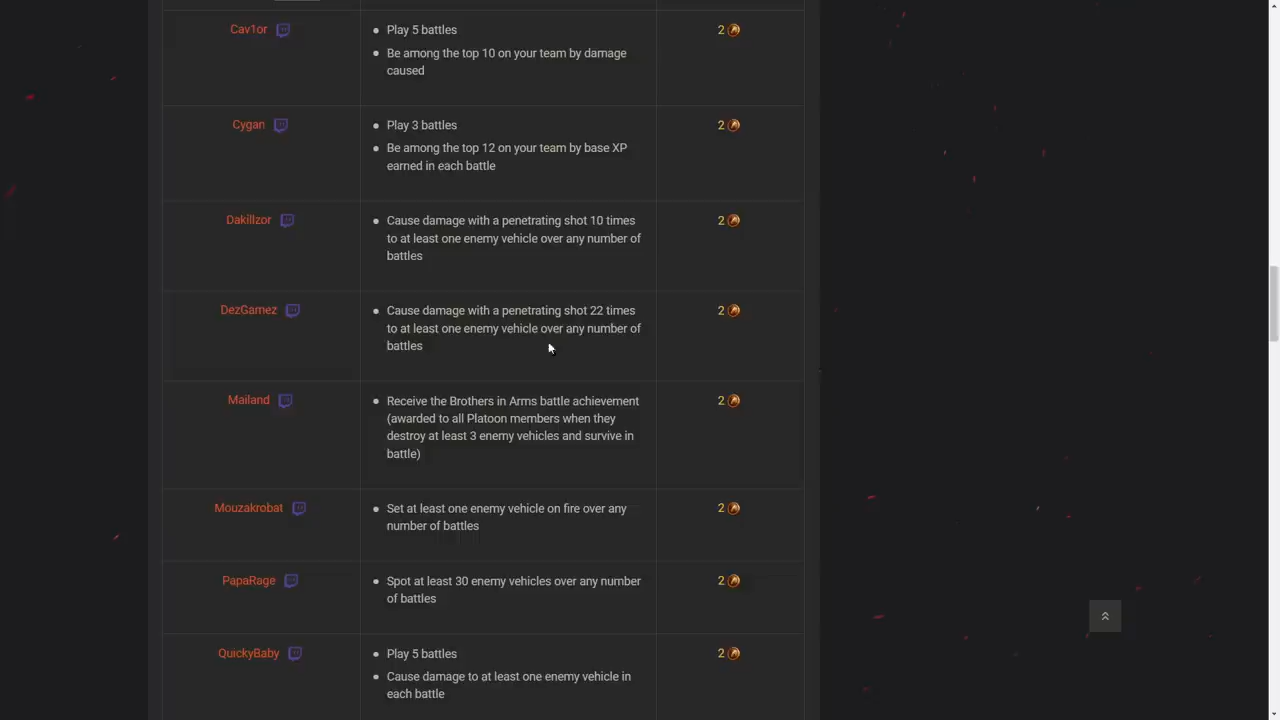 Cav1or
Play 5 battles
2
Be among the top 10 on your team by damage
caused
Cygan
Play 3 battles
2
Be among the top 12 on your team by base XP
earned in each battle
Dakillzor
Cause damage with a penetrating shot 10 times
2
to at least one enemy vehicle over any number of
battles
DezGamez
Cause damage with a penetrating shot 22 times
2
to at least one enemy vehicle over any number of
battles
Mailand
Receive the Brothers in Arms battle achievement
2
(awarded to all Platoon members when they
destroy at least 3 enemy vehicles and survive in
battle)
Mouzakrobat
Set at least one enemy vehicle on fire over any
2
number of battles
PapaRage
Spot at least 30 enemy vehicles over any number
2
of battles
QuickyBaby
Play 5 battles
2
Cause damage to at least one enemy vehicle in
each battle